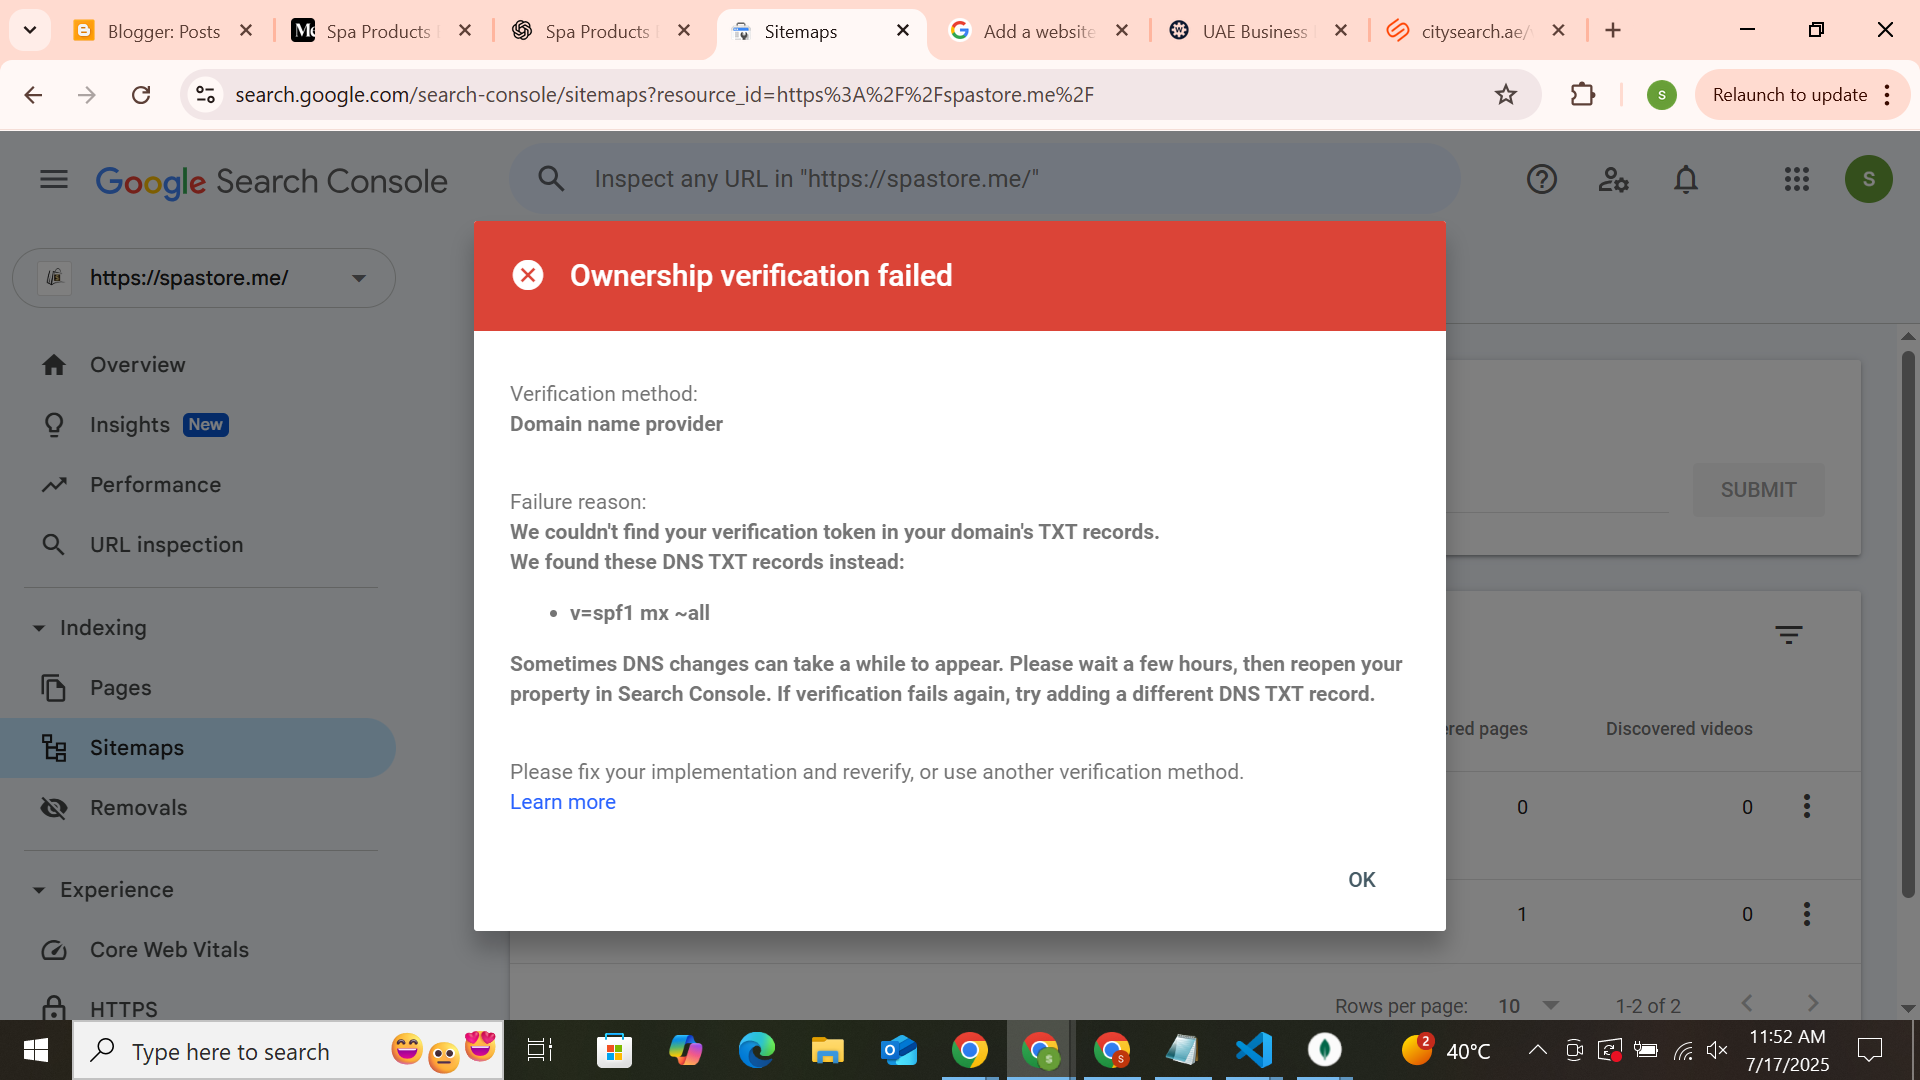 Blogger: Posts
Spa Products
Spa Products
Sitemaps
Add a website
UAE Business
citysearch.ae/
search.google.com/search-console/sitemaps?resource_id=https%3A%2F%2Fspastore.me%2F
s
Relaunch to update
Google Search Console
Inspect any URL in "https://spastore.me/"
S
https://spastore.me/
Overview
Insights New
Performance
URL inspection
Indexing
Pages
Sitemaps
Removals
Experience
Core Web Vitals
HTTPS
Ownership verification failed
Verification method:
Domain name provider
Failure reason:
We couldn't find your verification token in your domain's TXT records.
We found these DNS TXT records instead:
• v=spf1 mx ~all
Sometimes DNS changes can take a while to appear. Please wait a few hours, then reopen your
property in Search Console. If verification fails again, try adding a different DNS TXT record.
Please fix your implementation and reverify, or use another verification method.
Learn more
OK
SUBMIT
pages
Discovered videos
0 0
1 0
Rows per page: 10 1-2 of 2
Type here to search
2
40°C
11:52 AM
7/17/2025